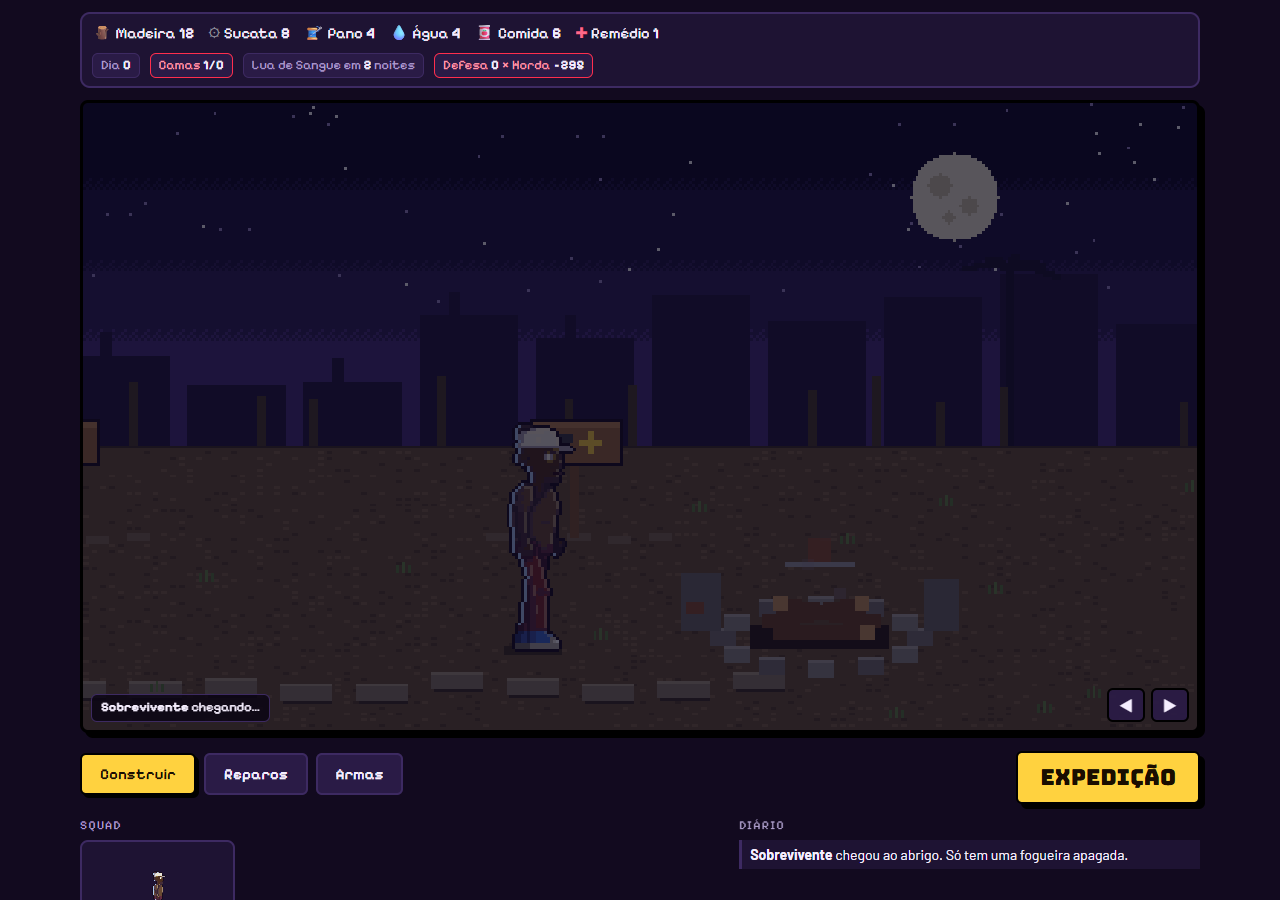 Madeira 18 Sucata 8 Pano 4 Água 4 Comida 6 Remédio 1
Dia 0 Camas 1/0 Lua de Sangue em 8 noites Defesa 0 × Horda ~898
Sobrevivente chegando...
Construir Reparos Armas EXPEDIÇÃO
SQUAD
DIÁRIO
Sobrevivente chegou ao abrigo. Só tem uma fogueira apagada.